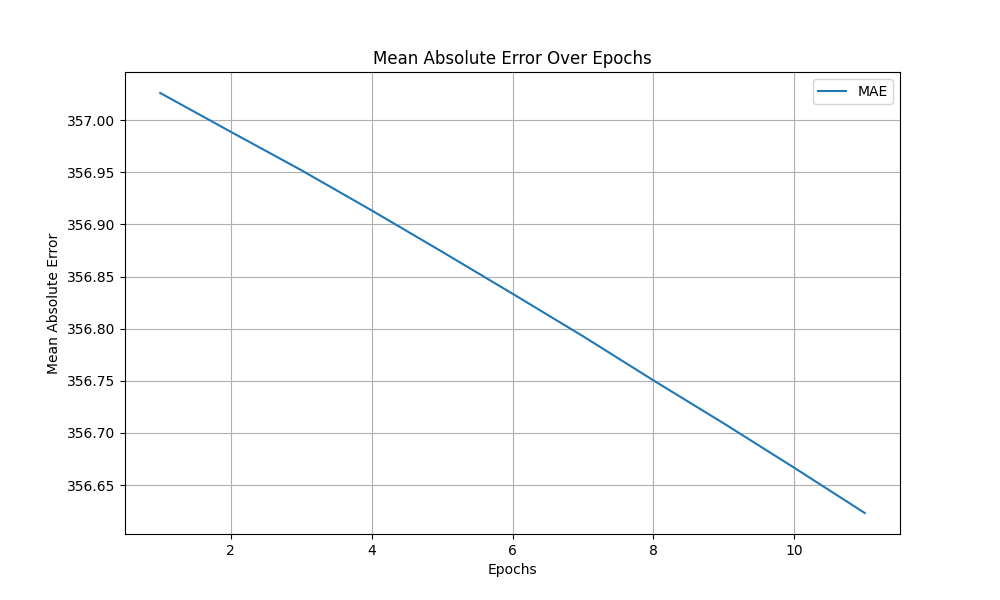 Mean Absolute Error Over Epochs
MAE
Mean Absolute Error
357.00
356.95
356.90
356.85
356.80
356.75
356.70
356.65
2 4 6 8 10
Epochs